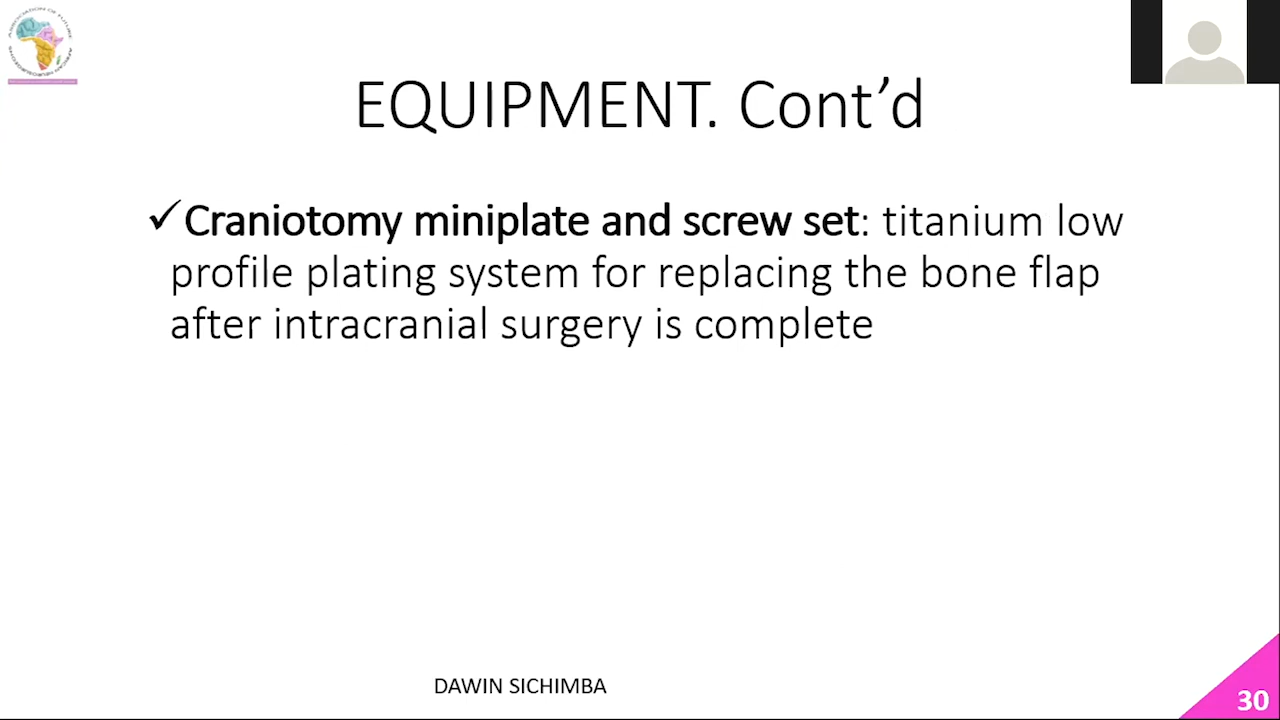 EQUIPMENT. Cont’d
✓Craniotomy miniplate and screw set: titanium low
profile plating system for replacing the bone flap
after intracranial surgery is complete
DAWIN SICHIMBA
30